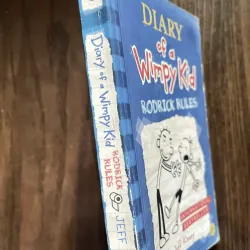 DIARY
of a
Wimpy Kid
RODRICK RULES
Diary of a Wimpy Kid
RODRICK
RULES
JEFF